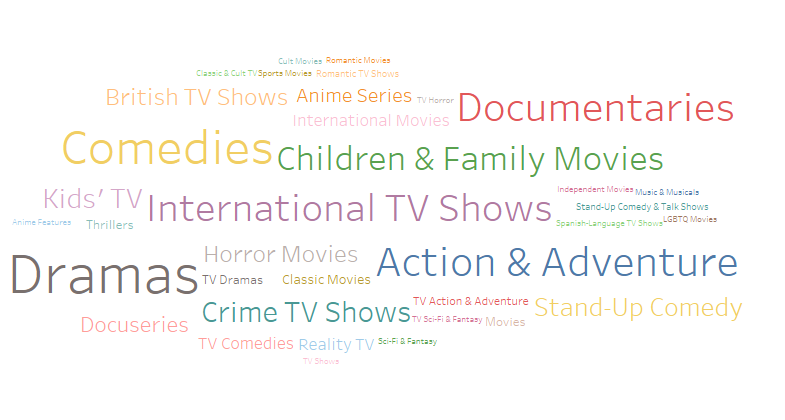 Cult Movies Romantic Movies
Classic & Cult TV Sports Movies Romantic TV Shows
British TV Shows Anime Series TV Horror
Documentaries
International Movies
Comedies
Children & Family Movies
Kids' TV
International TV Shows
Independent Movies Music & Musicals
Stand-Up Comedy & Talk Shows
Spanish-Language TV Shows LGBTQ Movies
Anime Features Thrillers
Dramas
Horror Movies
Action & Adventure
TV Dramas Classic Movies
Crime TV Shows
TV Action & Adventure
Stand-Up Comedy
TV Sci-Fi & Fantasy Movies
Docuseries
TV Comedies Reality TV Sci-Fi & Fantasy
TV Shows